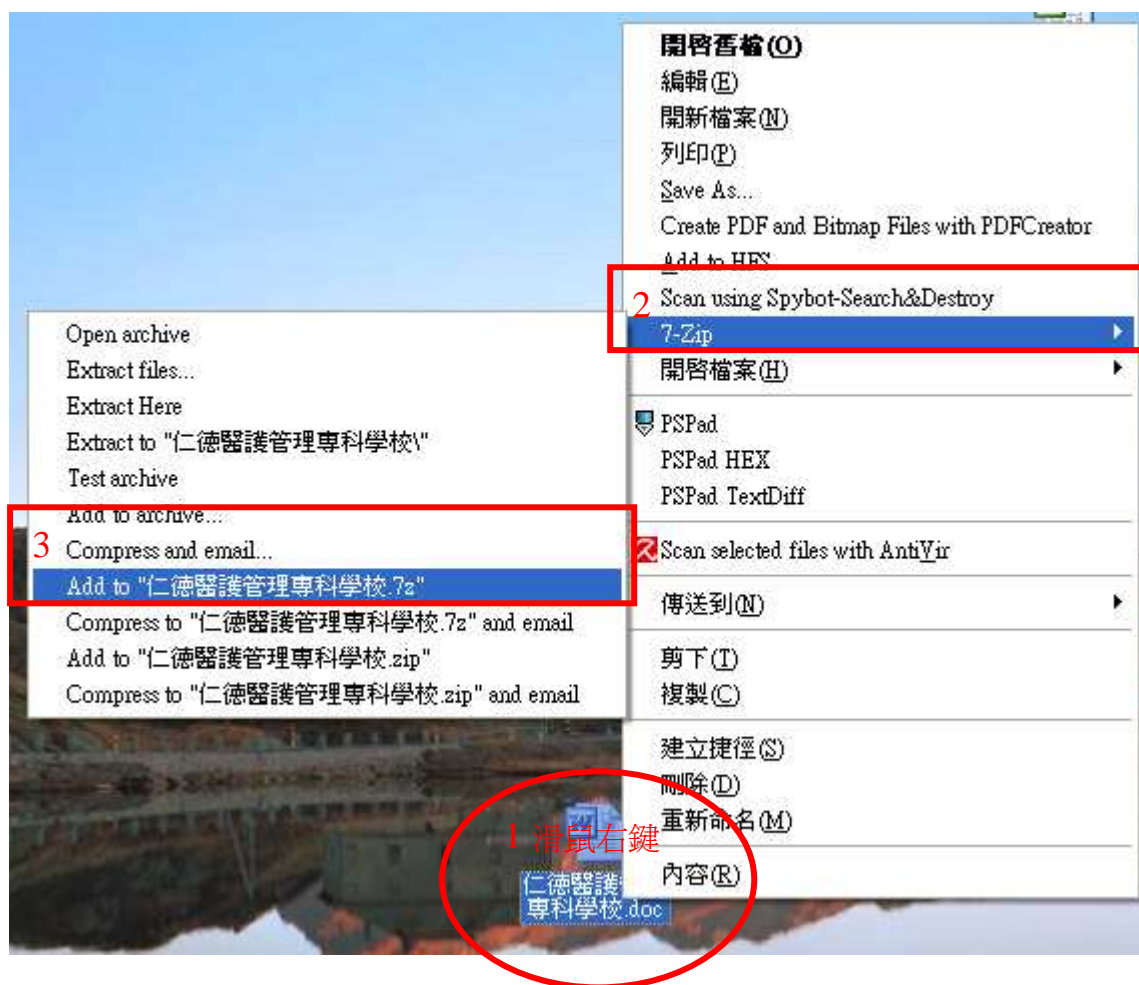 開啓舊檔(O)
編輯(E)
開新檔案(N)
列印(P)
Save As...
Create PDF and Bitmap Files with PDFCreator
Add to HFS
2
Scan using Spybot-Search&Destroy
7-Zip
開啓檔案(H)
PSPad
PSPad HEX
PSPad TextDiff
Scan selected files with AntiVir
傳送到(N)
剪下(T)
複製(C)
建立捷徑(S)
刪除(D)
重新命名(M)
內容(R)
Open archive
Extract files...
Extract Here
Extract to "仁德醫護管理專科學校\"
Test archive
Add to archive...
3
Compress and email...
Add to "仁德醫護管理專科學校.7z"
Compress to "仁德醫護管理專科學校.7z" and email
Add to "仁德醫護管理專科學校.zip"
Compress to "仁德醫護管理專科學校.zip" and email
1 滑鼠右鍵
仁德醫護
專科學校.doc